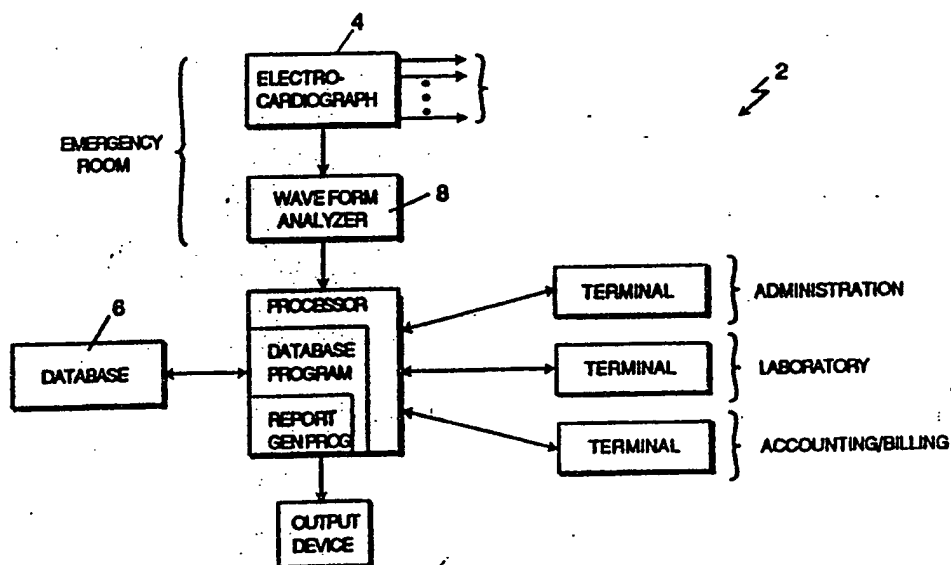 4
ELECTRO-
CARDIOGRAPH
2
EMERGENCY
ROOM
WAVE FORM
ANALYZER
8
PROCESSOR
DATABASE
PROGRAM
REPORT
GEN PROG
6
DATABASE
TERMINAL
ADMINISTRATION
TERMINAL
LABORATORY
TERMINAL
ACCOUNTING/BILLING
OUTPUT
DEVICE